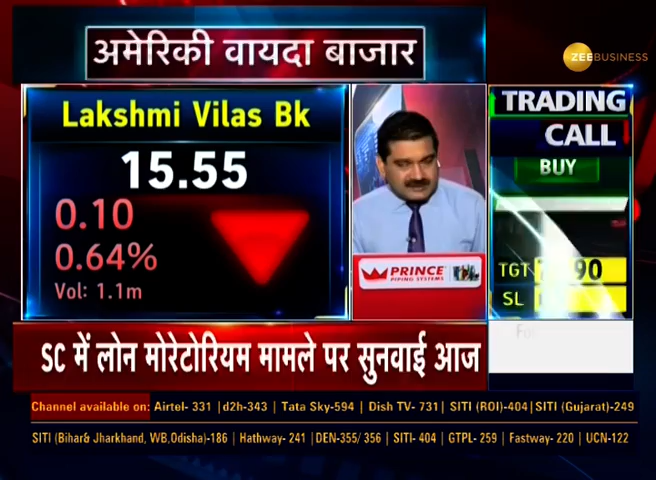 अमेरिकी वायदा बाजार
ZEEBUSINESS
Lakshmi Vilas Bk
15.55
0.10
0.64%
Vol: 1.1m
PRINCE
PIPING SYSTEMS
TRADING
CALL
BUY
TGT 90
SL
SC में लोन मोरेटोरियम मामले पर सुनवाई आज
Channel available on: Airtel- 331 |d2h-343 | Tata Sky-594 | Dish TV- 731| SITI (ROI)-404|SITI (Gujarat)-249
SITI (Bihar& Jharkhand, WB,Odisha)-186 | Hathway- 241 |DEN-355/ 356 | SITI- 404 | GTPL- 259 | Fastway- 220 | UCN-122